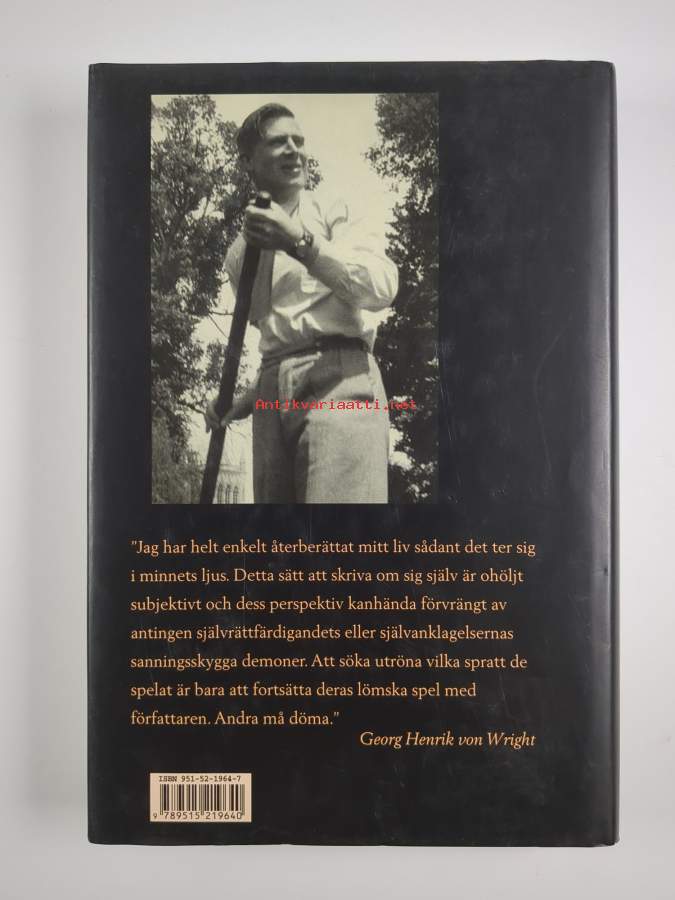 Antikvariaatti.net
"Jag har helt enkelt återberättat mitt liv sådant det ter sig
i minnets ljus. Detta sätt att skriva om sig själv är ohöljt
subjektivt och dess perspektiv kanhända förvrängt av
antingen självrättfärdigandets eller självanklagelsernas
sanningsskygga demoner. Att söka utröna vilka spratt de
spelat är bara att fortsätta deras lömska spel med
författaren. Andra må döma."
Georg Henrik von Wright
ISBN 951-52-1964-7
9 789515 219640